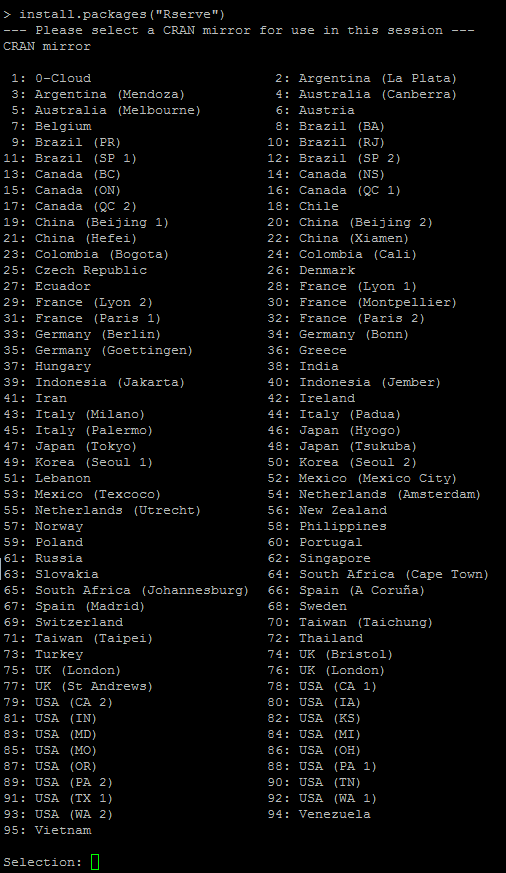 > install.packages("Rserve")
--- Please select a CRAN mirror for use in this session ---
CRAN mirror
1: 0-Cloud 2: Argentina (La Plata)
3: Argentina (Mendoza) 4: Australia (Canberra)
5: Australia (Melbourne) 6: Austria
7: Belgium 8: Brazil (BA)
9: Brazil (PR) 10: Brazil (RJ)
11: Brazil (SP 1) 12: Brazil (SP 2)
13: Canada (BC) 14: Canada (NS)
15: Canada (ON) 16: Canada (QC 1)
17: Canada (QC 2) 18: Chile
19: China (Beijing 1) 20: China (Beijing 2)
21: China (Hefei) 22: China (Xiamen)
23: Colombia (Bogota) 24: Colombia (Cali)
25: Czech Republic 26: Denmark
27: Ecuador 28: France (Lyon 1)
29: France (Lyon 2) 30: France (Montpellier)
31: France (Paris 1) 32: France (Paris 2)
33: Germany (Berlin) 34: Germany (Bonn)
35: Germany (Goettingen) 36: Greece
37: Hungary 38: India
39: Indonesia (Jakarta) 40: Indonesia (Jember)
41: Iran 42: Ireland
43: Italy (Milano) 44: Italy (Padua)
45: Italy (Palermo) 46: Japan (Hyogo)
47: Japan (Tokyo) 48: Japan (Tsukuba)
49: Korea (Seoul 1) 50: Korea (Seoul 2)
51: Lebanon 52: Mexico (Mexico City)
53: Mexico (Texcoco) 54: Netherlands (Amsterdam)
55: Netherlands (Utrecht) 56: New Zealand
57: Norway 58: Philippines
59: Poland 60: Portugal
61: Russia 62: Singapore
63: Slovakia 64: South Africa (Cape Town)
65: South Africa (Johannesburg) 66: Spain (A Coruña)
67: Spain (Madrid) 68: Sweden
69: Switzerland 70: Taiwan (Taichung)
71: Taiwan (Taipei) 72: Thailand
73: Turkey 74: UK (Bristol)
75: UK (London) 76: UK (London)
77: UK (St Andrews) 78: USA (CA 1)
79: USA (CA 2) 80: USA (IA)
81: USA (IN) 82: USA (KS)
83: USA (MD) 84: USA (MI)
85: USA (MO) 86: USA (OH)
87: USA (OR) 88: USA (PA 1)
89: USA (PA 2) 90: USA (TN)
91: USA (TX 1) 92: USA (WA 1)
93: USA (WA 2) 94: Venezuela
95: Vietnam
Selection: